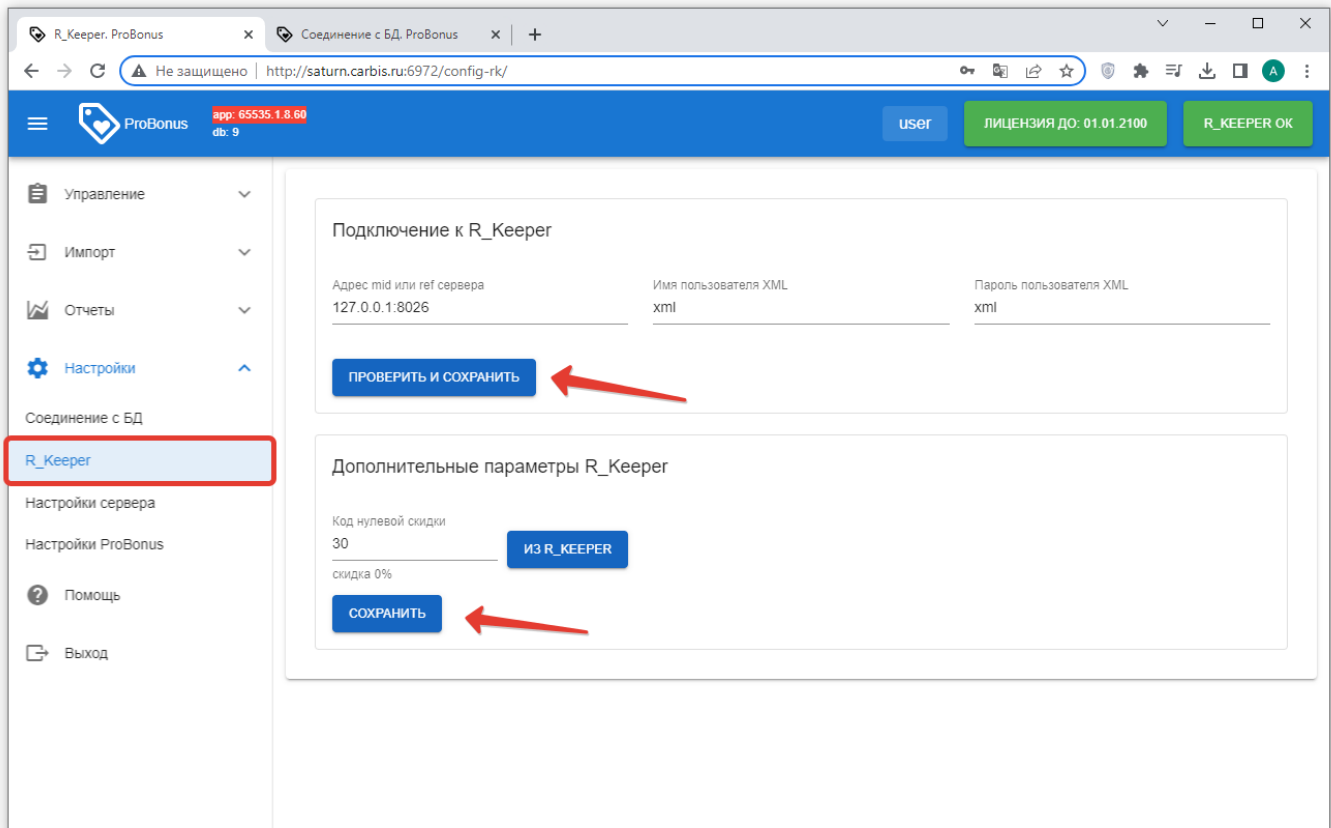 R_Keeper. ProBonus
Соединение с БД. ProBonus
Не защищено | http://saturn.carbis.ru:6972/config-rk/
A
ProBonus
app: 65535.1.8.60
db: 9
user
ЛИЦЕНЗИЯ ДО: 01.01.2100
R_KEEPER OK
Управление
Импорт
Отчеты
Настройки
Соединение с БД
R_Keeper
Настройки сервера
Настройки ProBonus
Помощь
Выход
Подключение к R_Keeper
Адрес mid или ref сервера
127.0.0.1:8026
Имя пользователя XML
xml
Пароль пользователя XML
xml
ПРОВЕРИТЬ И СОХРАНИТЬ
Дополнительные параметры R_Keeper
Код нулевой скидки
30
ИЗ R_KEEPER
скидка 0%
СОХРАНИТЬ